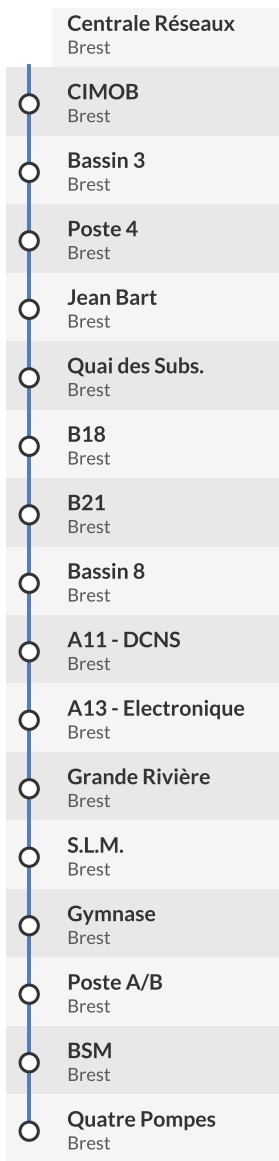 Centrale Réseaux
Brest
CIMOB
Brest
Bassin 3
Brest
Poste 4
Brest
Jean Bart
Brest
Quai des Subs.
Brest
B18
Brest
B21
Brest
Bassin 8
Brest
A11 - DCNS
Brest
A13 - Electronique
Brest
Grande Rivière
Brest
S.L.M.
Brest
Gymnase
Brest
Poste A/B
Brest
BSM
Brest
Quatre Pompes
Brest